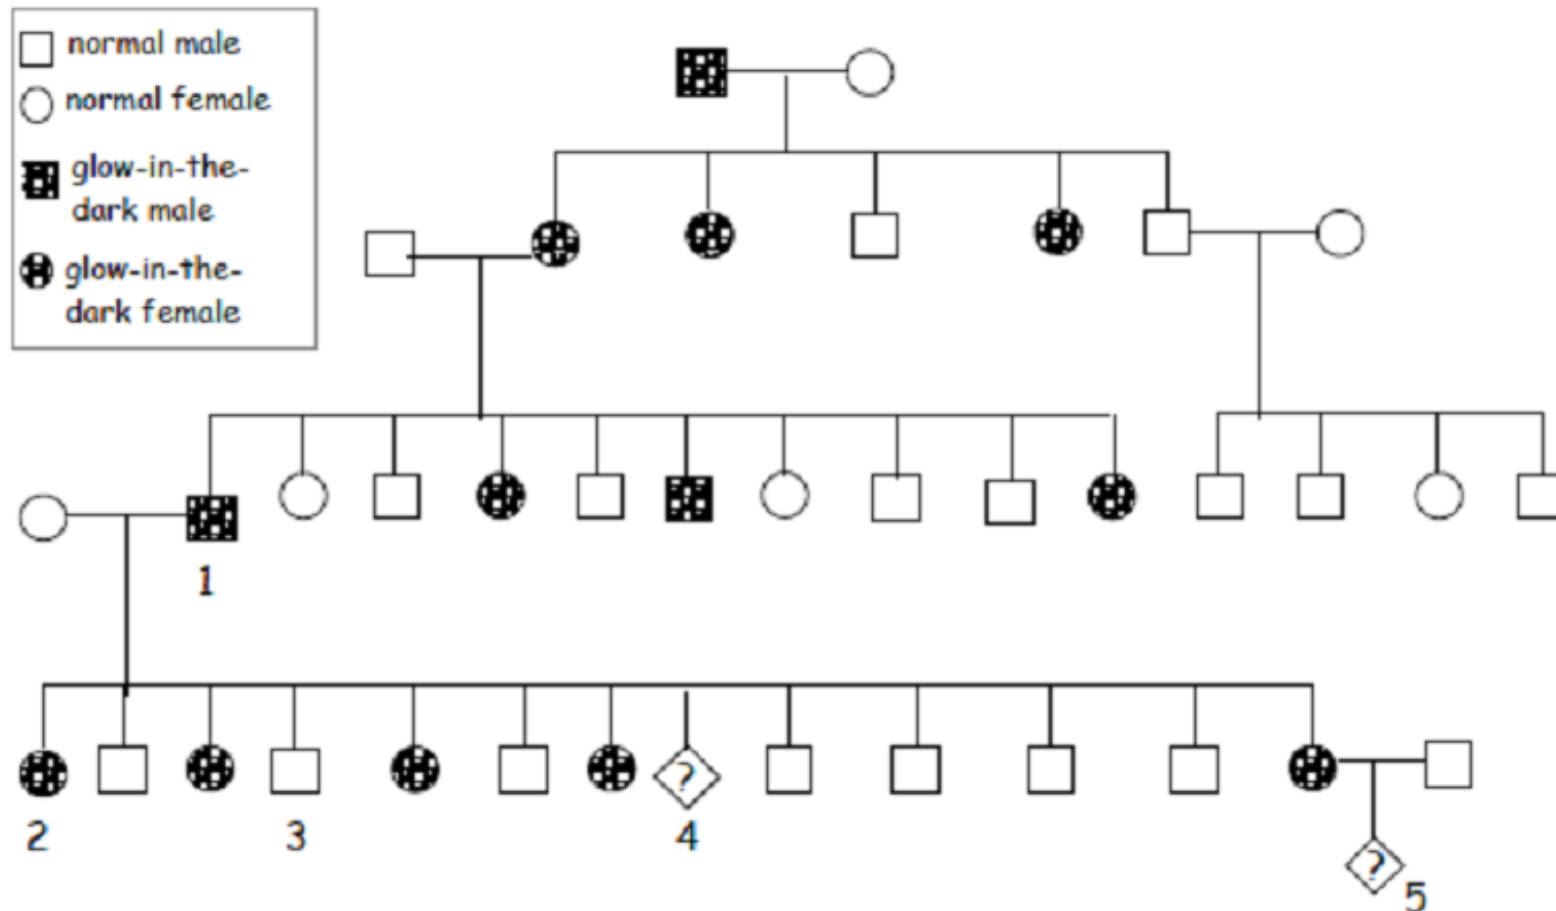 normal male
normal female
glow-in-the-
dark male
glow-in-the-
dark female
1
?
2
3
4
?
5